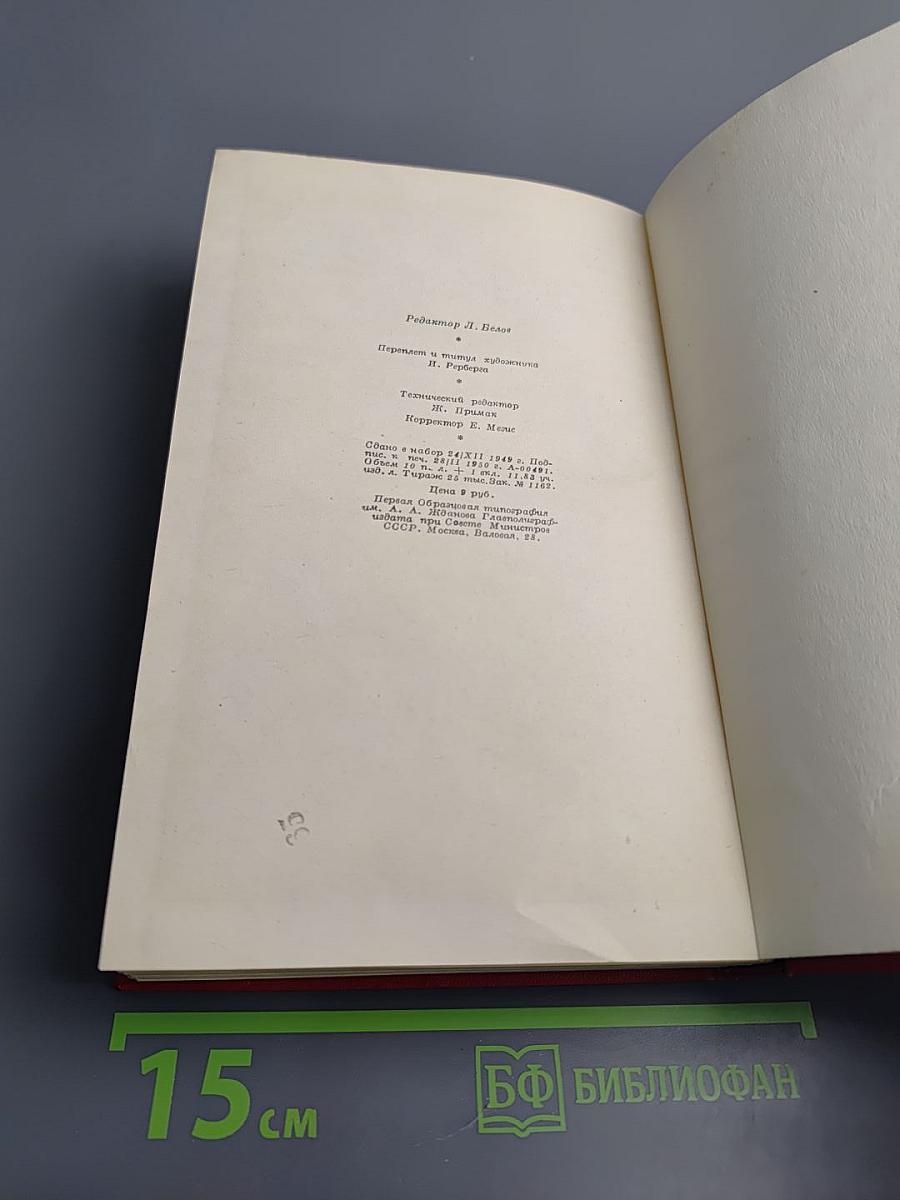 Редактор Л. Белов
*
Переплет и титул художника
И. Рерберга
*
Технический редактор
Ж. Примак
Корректор Е. Мезис
*
Сдано в набор 24/XII 1949 г. Под-
пис. к печ. 28/II 1950 г. А-00491.
Объем 10 п. л. + 1 вкл. 11,83 уч.
изд. л. Тираж 25 тыс. Зак. № 1162.
Цена 9 руб.
Первая Образцовая типография
им. А. А. Жданова Главполиграф-
издата при Совете Министров
СССР. Москва, Валовая, 28.
15 см
БФ БИБЛИОФАН